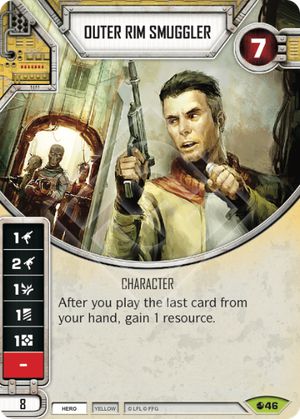 OUTER RIM SMUGGLER
7
1
2
1
1
1
-
CHARACTER
After you play the last card from
your hand, gain 1 resource.
8
HERO
YELLOW
© LFL © FFG
46